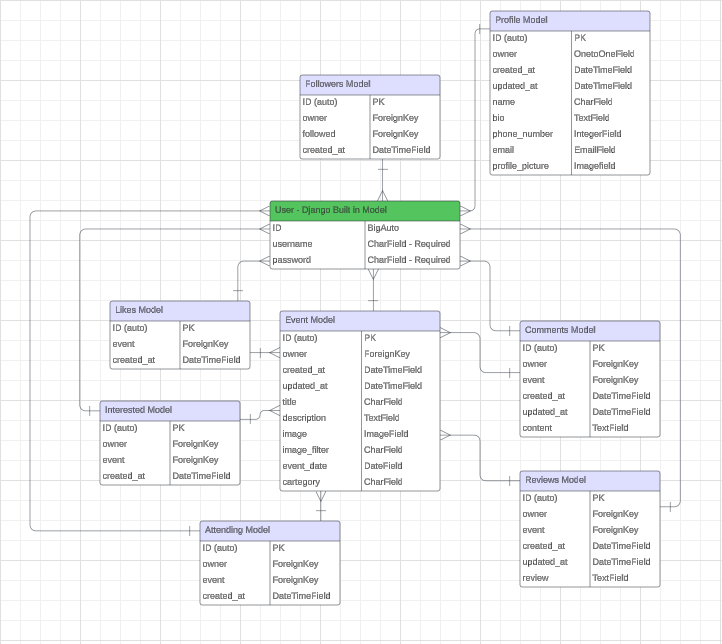 Profile Model
ID (auto) PK
owner OnetoOneField
created_at DateTimeField
updated_at DateTimeField
name CharField
bio TextField
phone_number IntegerField
email EmailField
profile_picture Imagefield
Followers Model
ID (auto) PK
owner ForeignKey
followed ForeignKey
created_at DateTimeField
User - Django Built in Model
ID BigAuto
username CharField - Required
password CharField - Required
Likes Model
ID (auto) PK
event ForeignKey
created_at DateTimeField
Event Model
ID (auto) PK
owner ForeignKey
created_at DateTimeField
updated_at DateTimeField
title CharField
description TextField
image ImageField
image_filter CharField
event_date DateField
cartegory CharField
Comments Model
ID (auto) PK
owner ForeignKey
event ForeignKey
created_at DateTimeField
updated_at DateTimeField
content TextField
Interested Model
ID (auto) PK
owner ForeignKey
event ForeignKey
created_at DateTimeField
Reviews Model
ID (auto) PK
owner ForeignKey
event ForeignKey
created_at DateTimeField
updated_at DateTimeField
review TextField
Attending Model
ID (auto) PK
owner ForeignKey
event ForeignKey
created_at DateTimeField